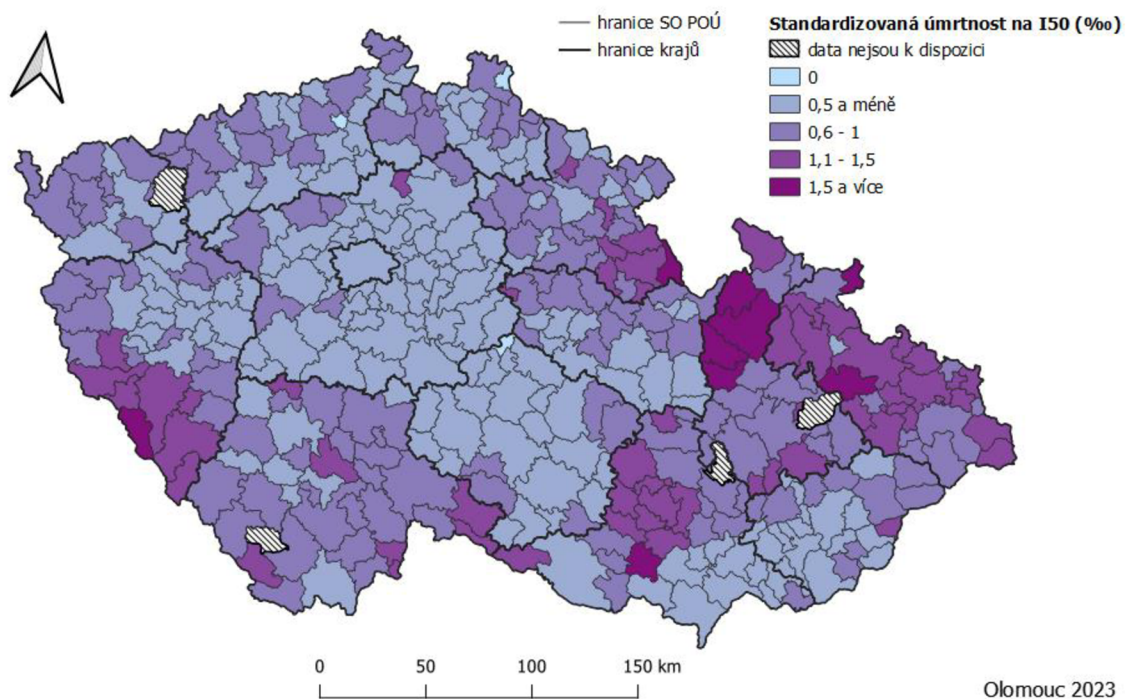 hranice SO POÚ
hranice krajů
Standardizovaná úmrtnost na I50 (‰)
data nejsou k dispozici
0
0,5 a méně
0,6 - 1
1,1 - 1,5
1,5 a více
0 50 100 150 km
Olomouc 2023